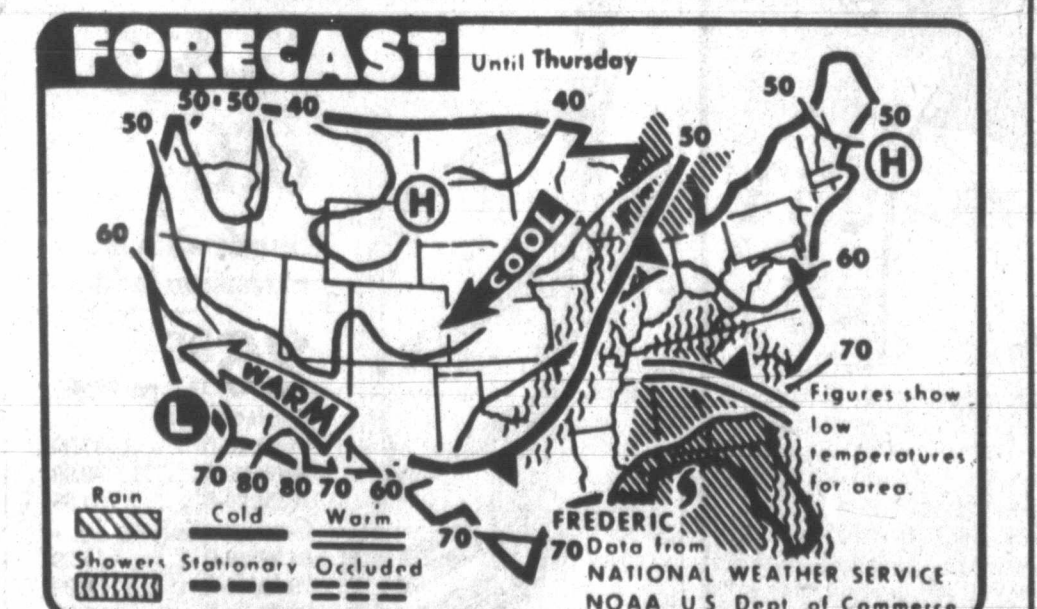 FORECAST Until Thursday
50
50
50 50 40 40 50 50
H
H
60
COOL
60
70
WARM
L
Figures show
low
temperatures
for area.
70 80 80 70 60
70
70
FREDERIC
Data from
NATIONAL WEATHER SERVICE
NOAA U.S. Dept. of Commerce
Rain
Cold Warm
Showers Stationary Occluded